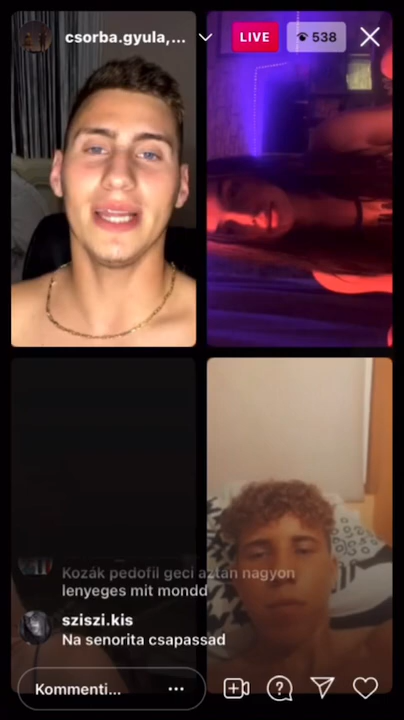 csorba.gyula,...
LIVE
538
Kozák pedofil geci aztán nagyon
lenyeges mit mondd
sziszi.kis
Na senorita csapassad
Kommenti...